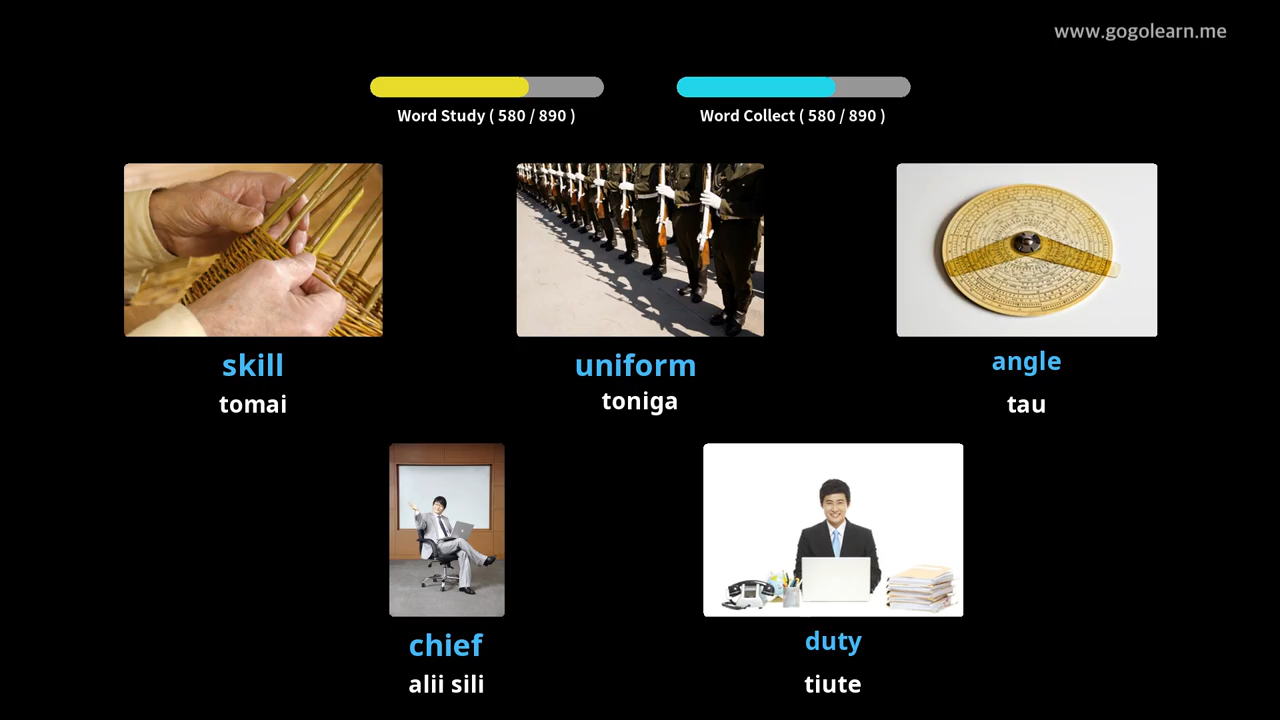 www.gogolearn.me
Word Study ( 580 / 890 )
Word Collect ( 580 / 890 )
skill
uniform
angle
tomai
toniga
tau
chief
duty
alii sili
tiute